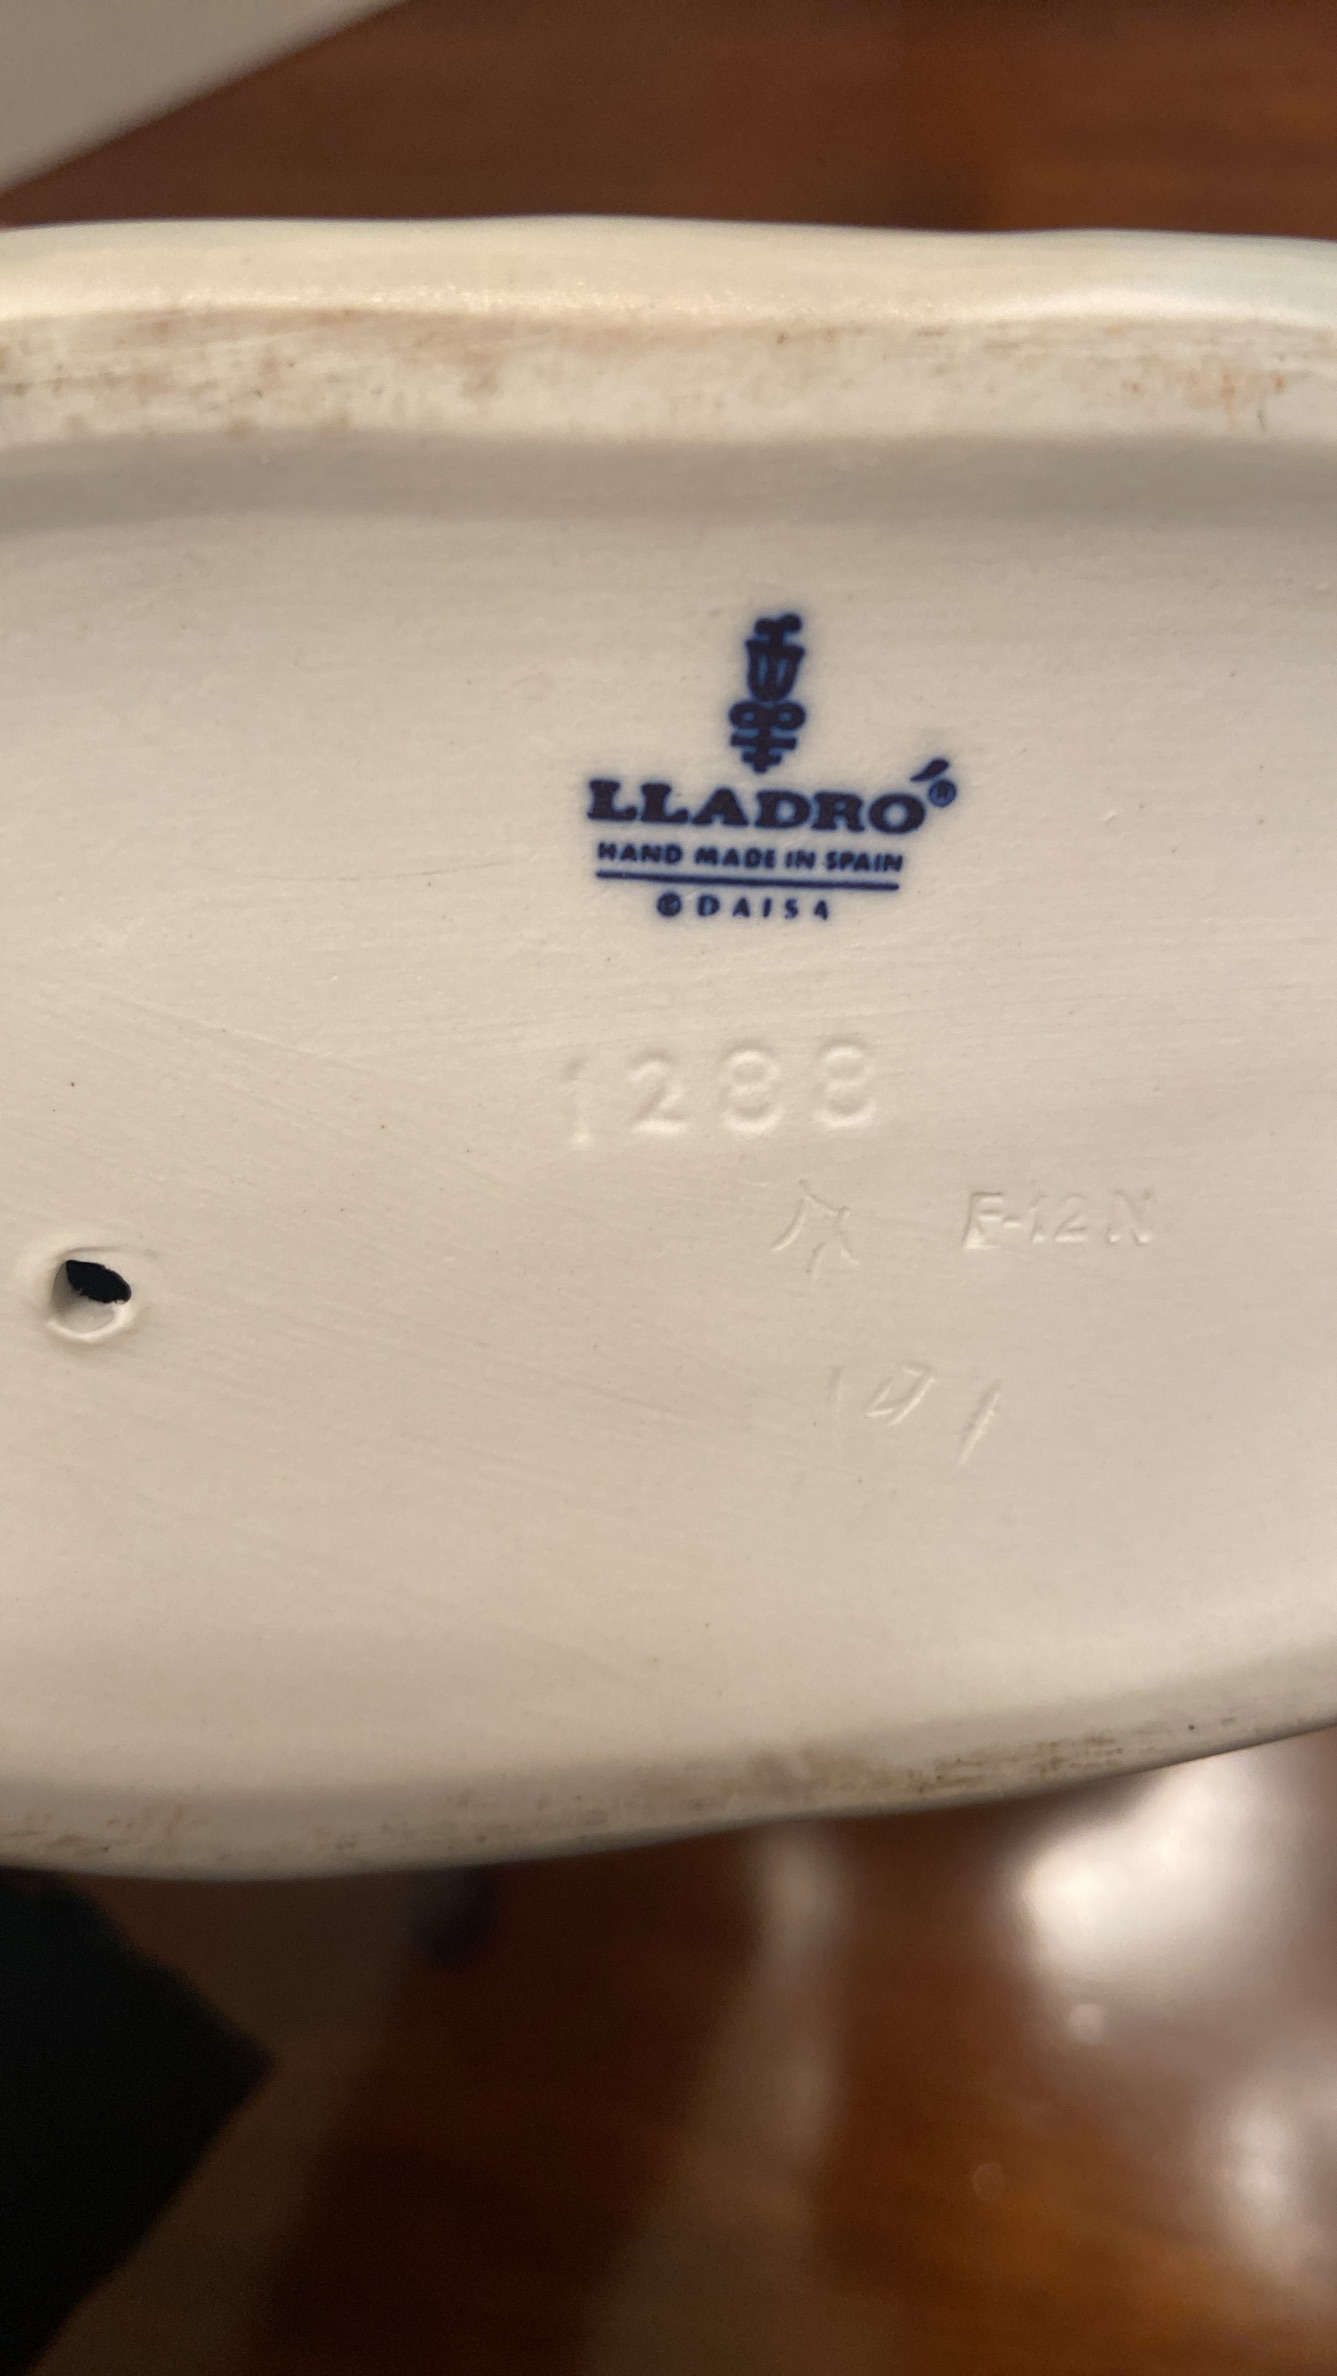 LLADRÓ®
HAND MADE IN SPAIN
© DAISA
1288
F-12N